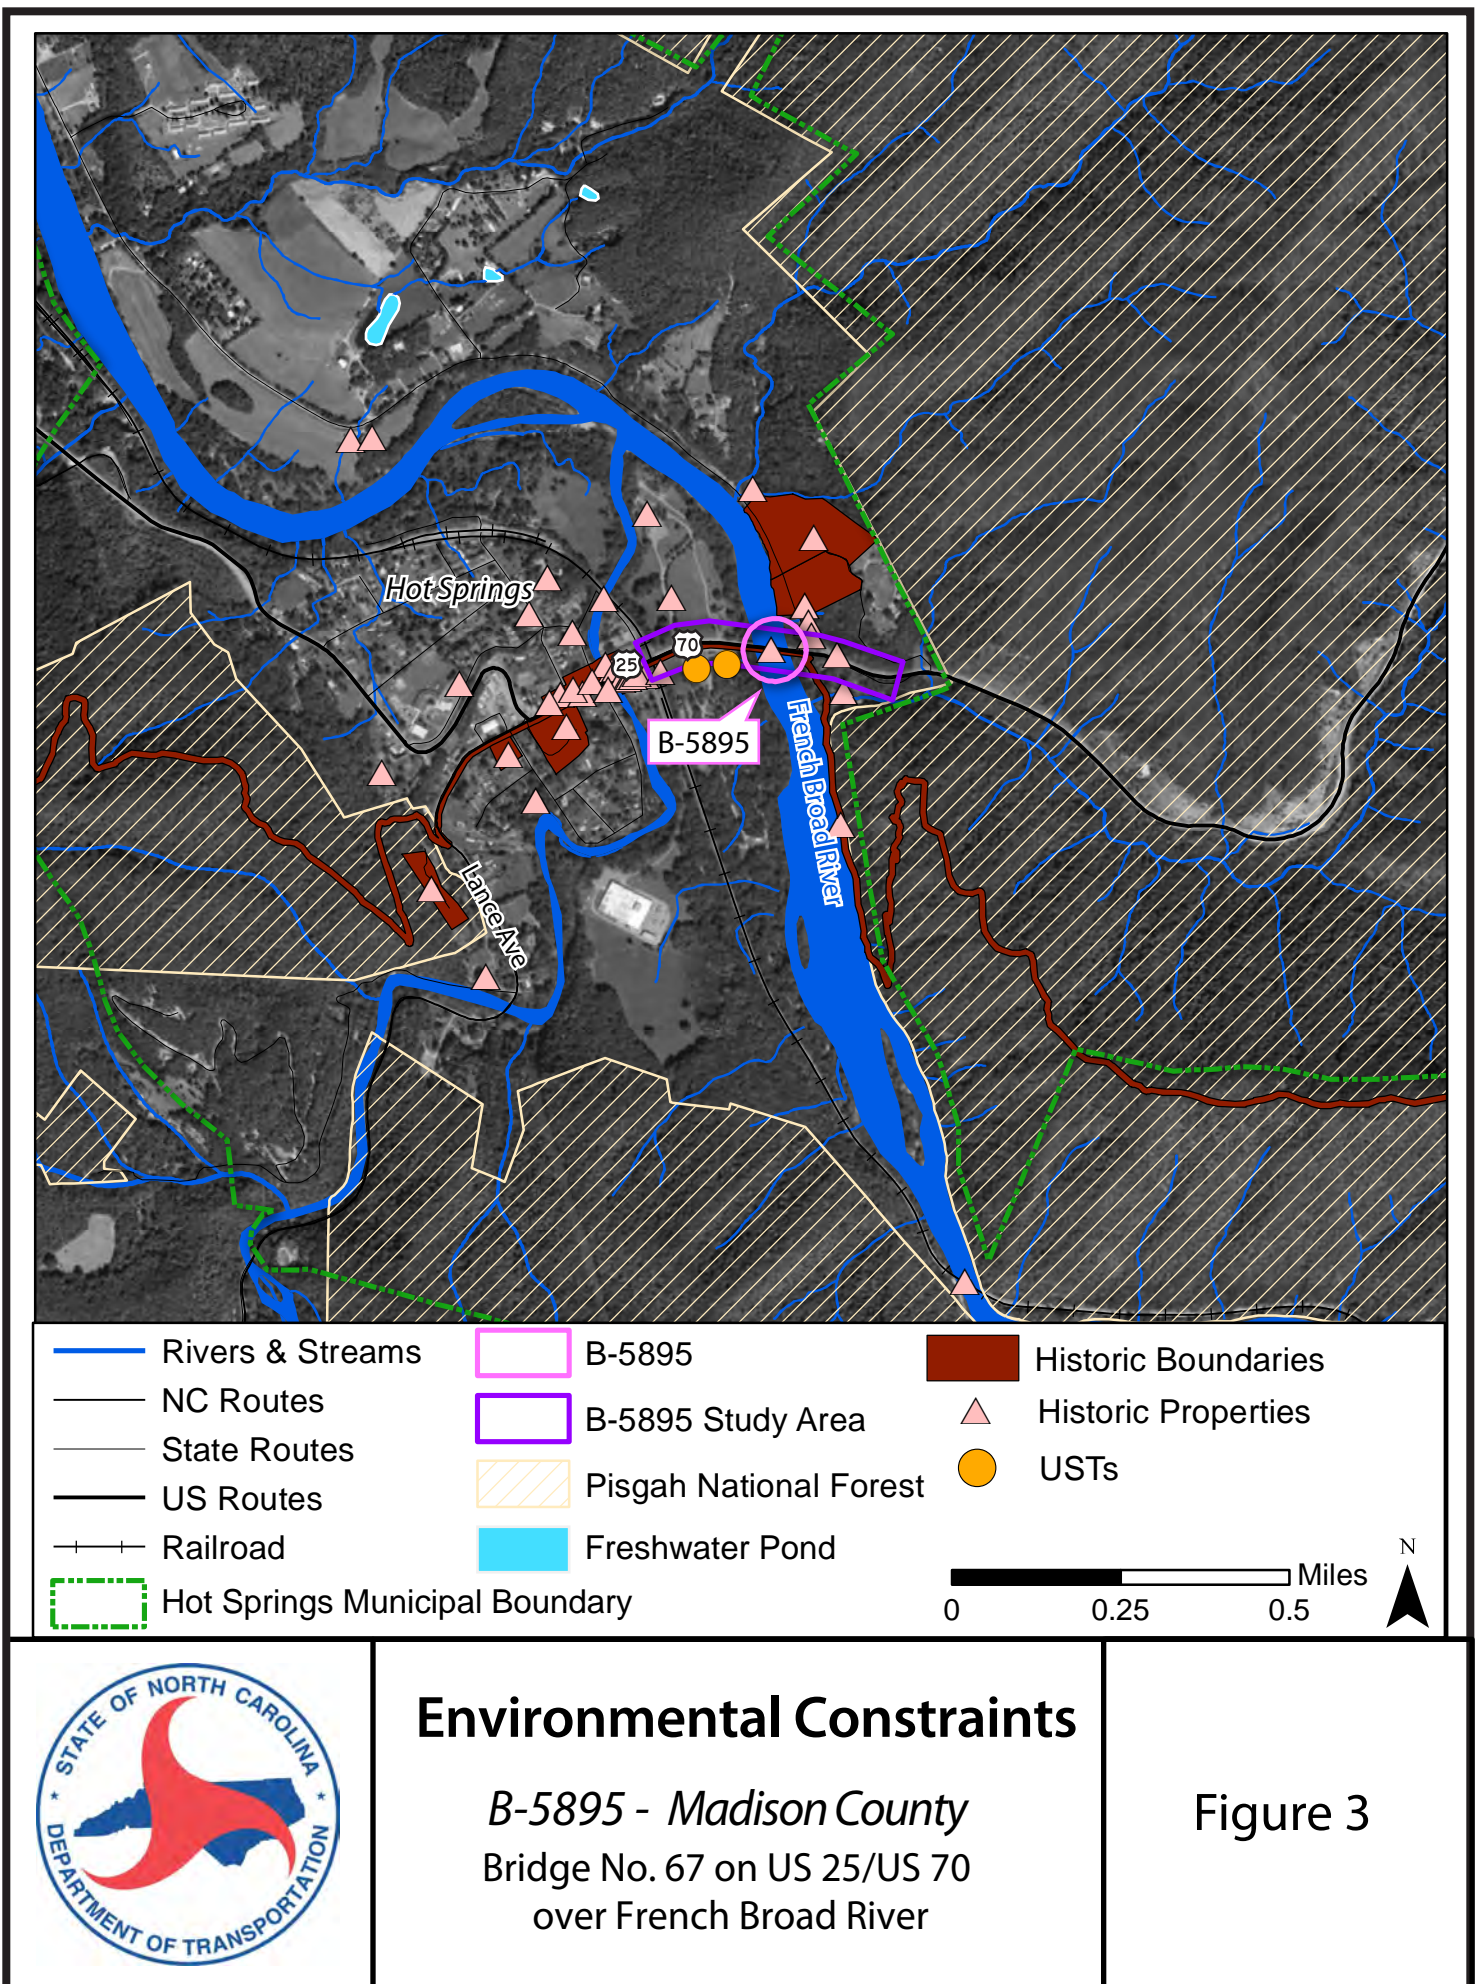 Hot Springs
70
25
B-5895
French Broad River
Lance Ave
Rivers & Streams
NC Routes
State Routes
US Routes
Railroad
Hot Springs Municipal Boundary
B-5895
B-5895 Study Area
Pisgah National Forest
Freshwater Pond
Historic Boundaries
Historic Properties
USTs
N
Miles
0 0.25 0.5
STATE OF NORTH CAROLINA
DEPARTMENT OF TRANSPORTATION
Environmental Constraints
B-5895 - Madison County
Bridge No. 67 on US 25/US 70
over French Broad River
Figure 3